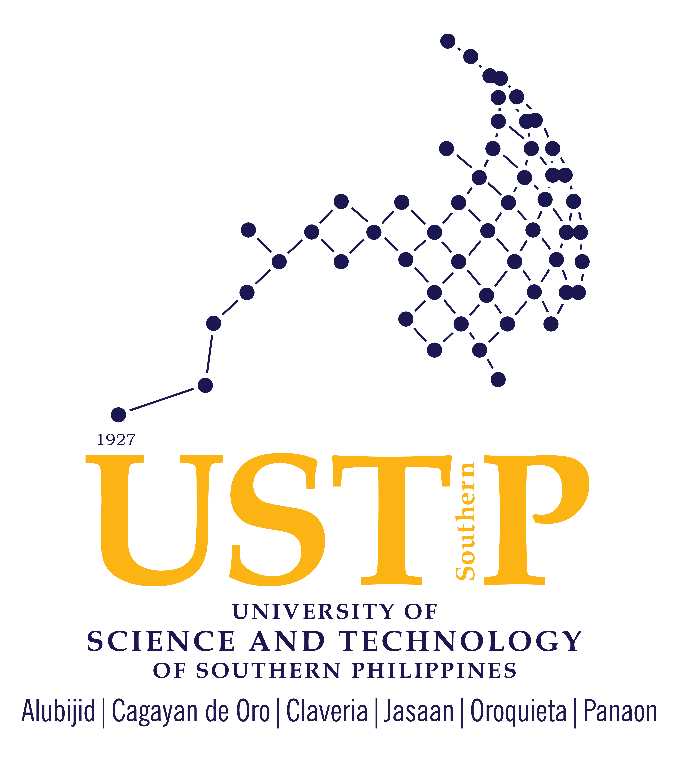 1927
USTP
Southern
UNIVERSITY OF
SCIENCE AND TECHNOLOGY
OF SOUTHERN PHILIPPINES
Alubijid | Cagayan de Oro | Claveria | Jasaan | Oroquieta | Panaon